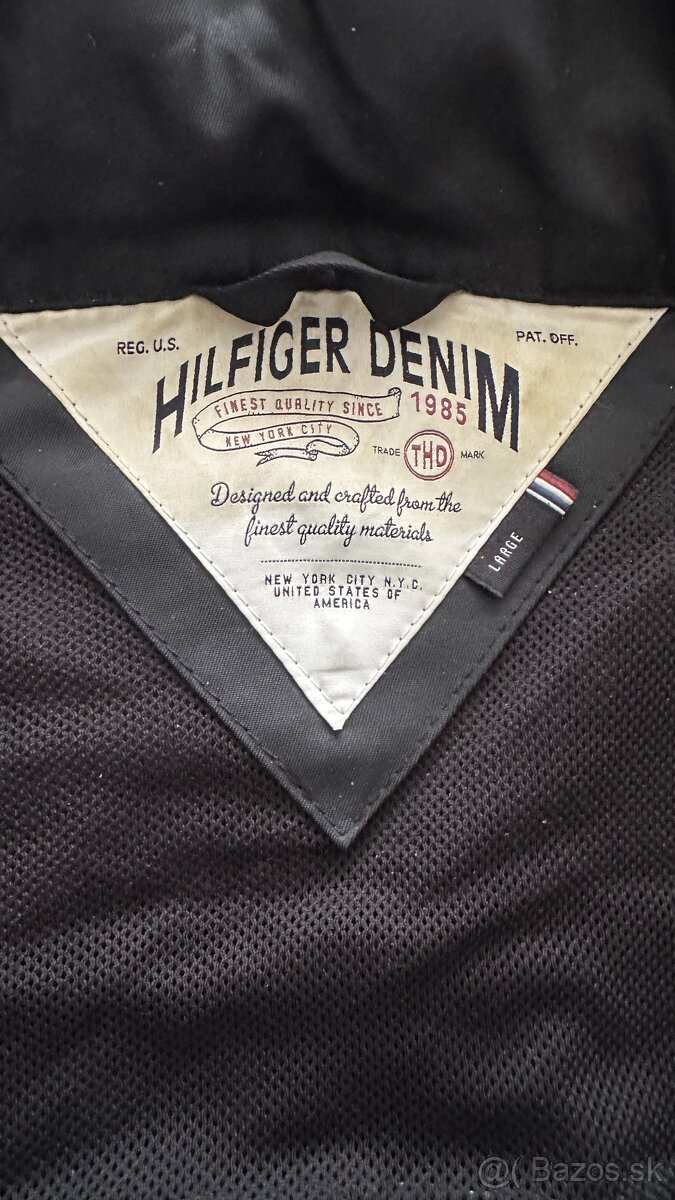 REG. U.S.
PAT. OFF.
HILFIGER DENIM
FINEST QUALITY SINCE 1985
NEW YORK CITY
TRADE THD MARK
Designed and crafted from the
finest quality materials
NEW YORK CITY N.Y.C.
UNITED STATES OF
AMERICA
LARGE
@( Bazos.sk